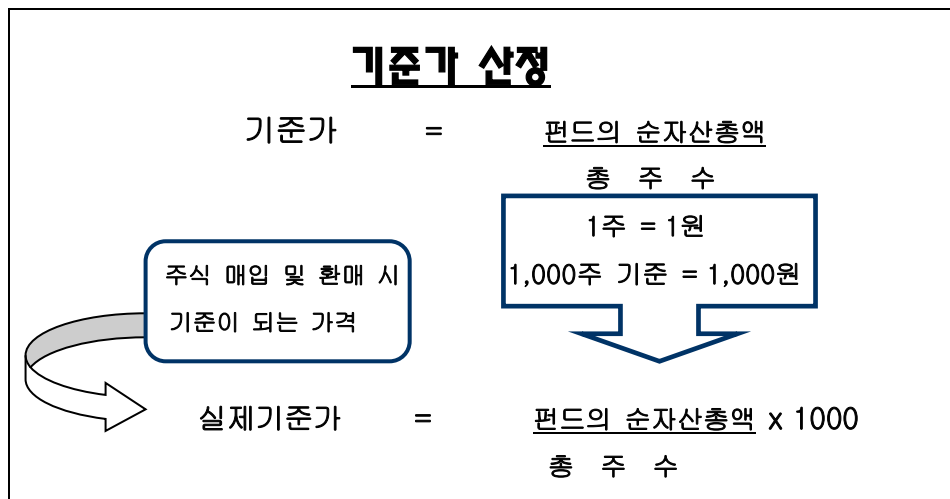 기준가 산정
기준가 = 펀드의 순자산총액
총 주 수
1주 = 1원
1,000주 기준 = 1,000원
주식 매입 및 환매 시
기준이 되는 가격
실제기준가 = 펀드의 순자산총액 x 1000
총 주 수